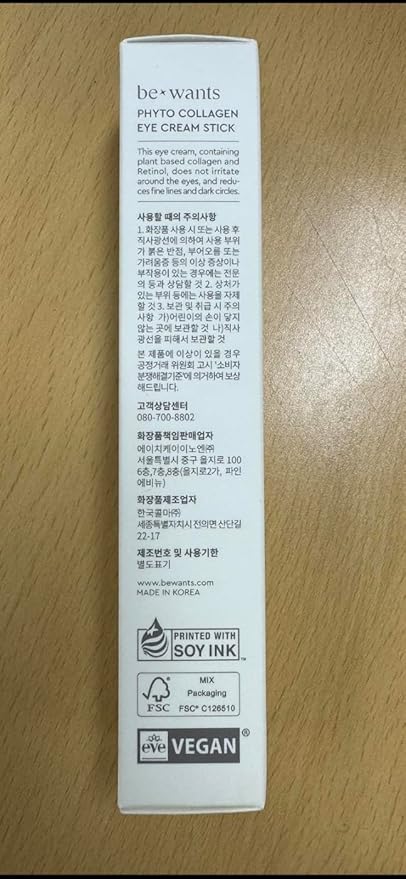 be*wants
PHYTO COLLAGEN
EYE CREAM STICK
This eye cream, containing
plant based collagen and
Retinol, does not irritate
around the eyes, and redu-
ces fine lines and dark circles.
사용할 때의 주의사항
1. 화장품 사용 시 또는 사용 후
직사광선에 의하여 사용 부위
가 붉은 반점, 부어오름 또는
가려움증 등의 이상 증상이나
부작용이 있는 경우에는 전문
의 등과 상담할 것 2. 상처가
있는 부위 등에는 사용을 자제
할 것 3. 보관 및 취급 시 주의
사항 가)어린이의 손이 닿지
않는 곳에 보관할 것 나)직사
광선을 피해서 보관할 것
본 제품에 이상이 있을 경우
공정거래 위원회 고시 '소비자
분쟁해결기준'에 의거하여 보상
해드립니다.
고객상담센터
080-700-8802
화장품책임판매업자
에이치케이이노엔㈜
서울특별시 중구 을지로 100
6층,7층,8층(을지로2가, 파인
에비뉴)
화장품제조업자
한국콜마㈜
세종특별자치시 전의면 산단길
22-17
제조번호 및 사용기한
별도표기
www.bewants.com
MADE IN KOREA
PRINTED WITH
SOY INK™
MIX
Packaging
FSC
FSC® C126510
eve VEGAN®